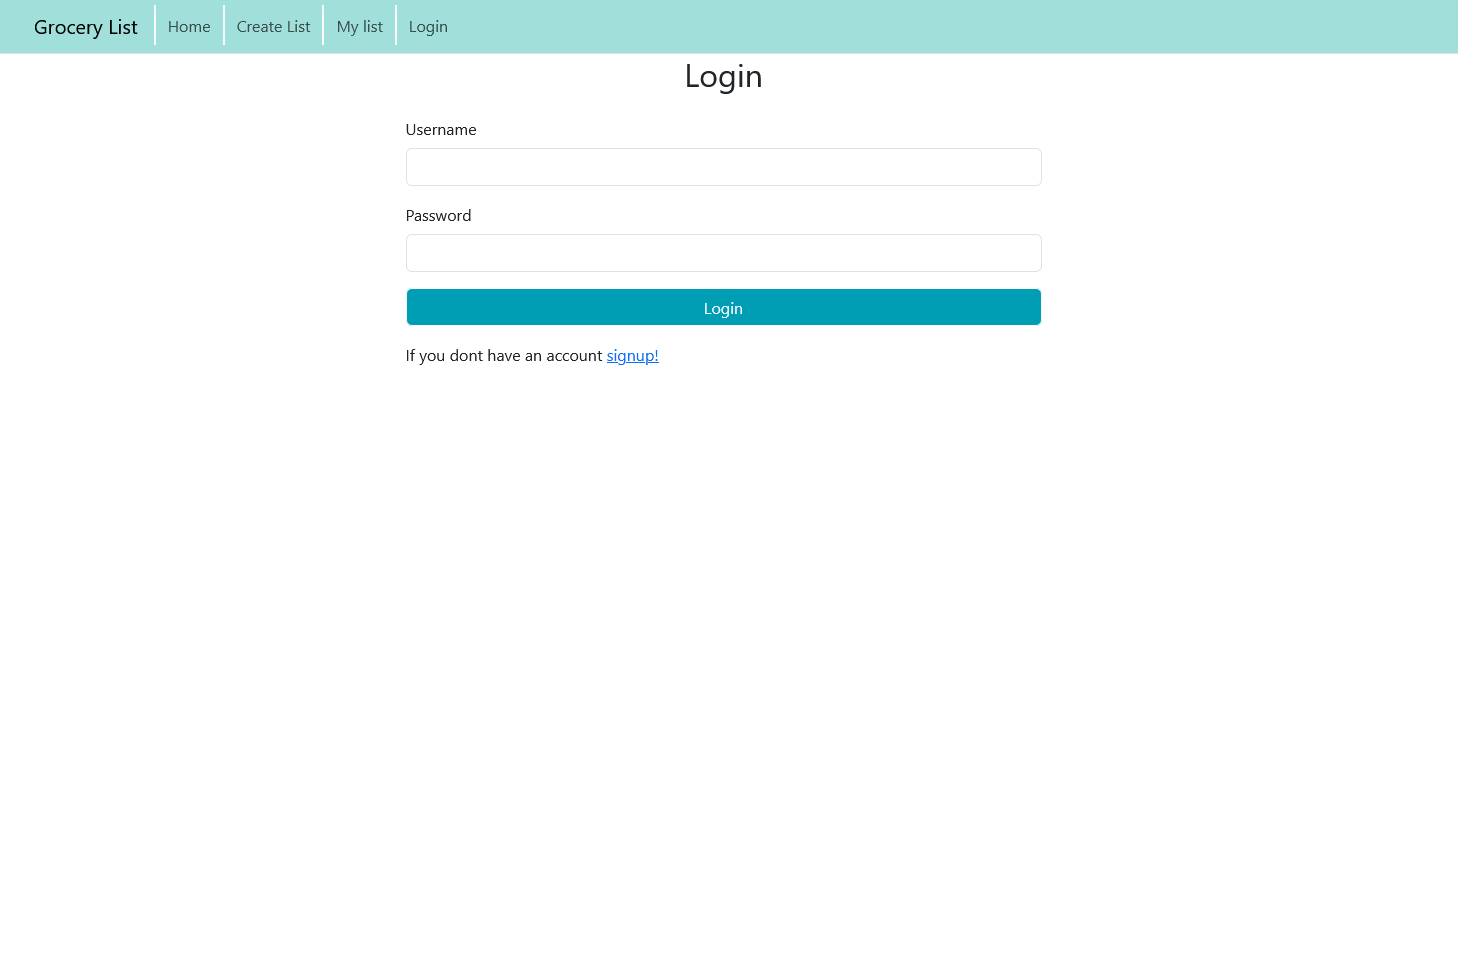 Grocery List Home Create List My list Login
Login
Username
Password
Login
If you dont have an account signup!